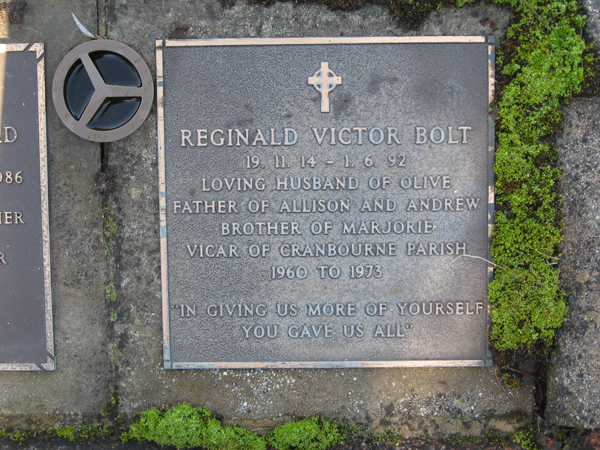 REGINALD VICTOR BOLT
19. 11. 14 - 1. 6. 92
LOVING HUSBAND OF OLIVE
FATHER OF ALLISON AND ANDREW
BROTHER OF MARJORIE
VICAR OF CRANBOURNE PARISH
1960 TO 1973
"IN GIVING US MORE OF YOURSELF
YOU GAVE US ALL"